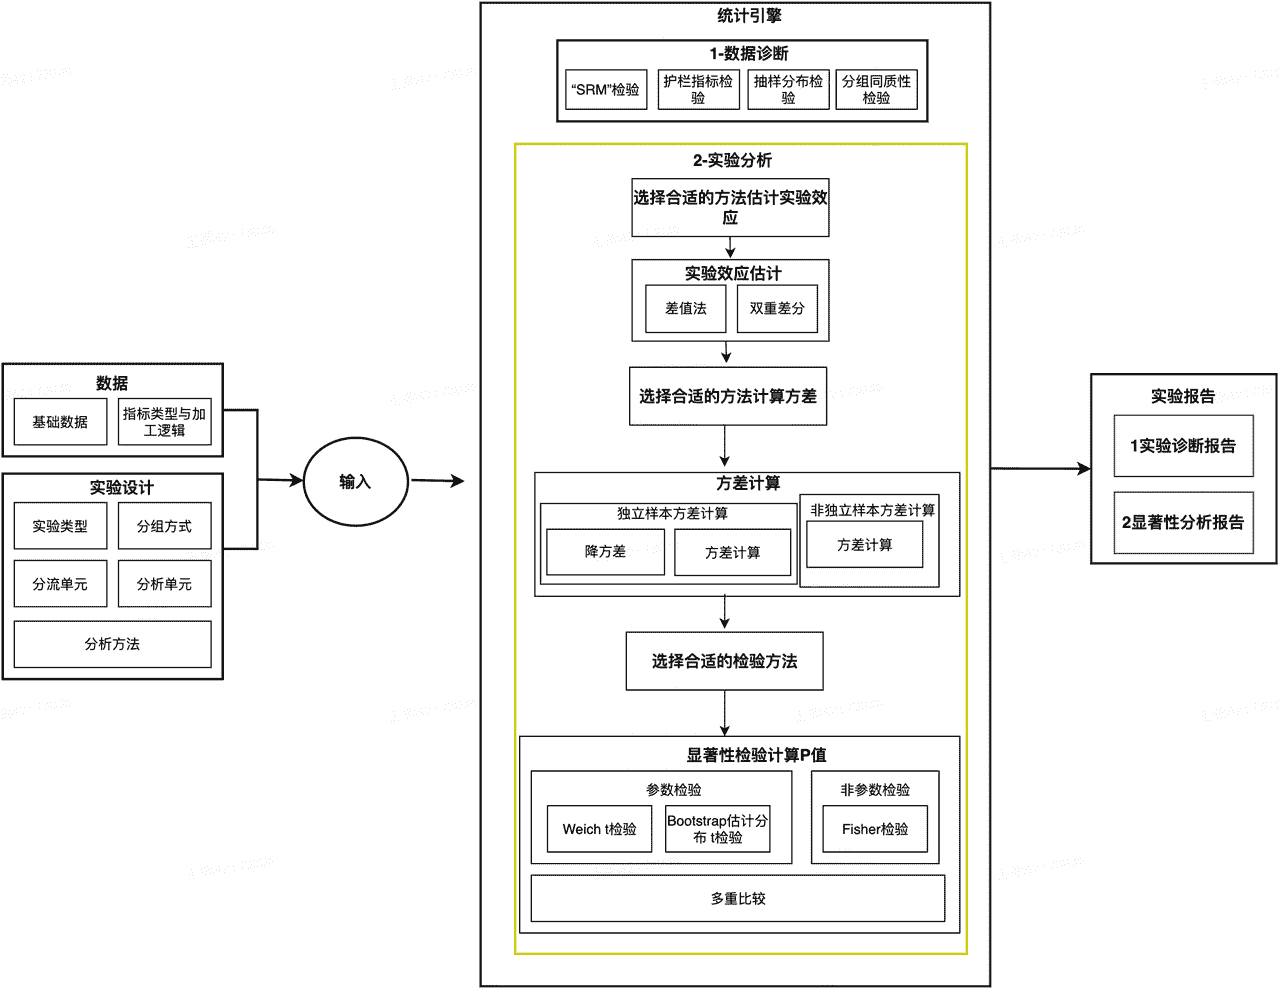 数据
基础数据
指标类型与加
工逻辑
实验设计
实验类型
分组方式
分流单元
分析单元
分析方法
输入
统计引擎
1-数据诊断
“SRM”检验
护栏指标检
验
抽样分布检
验
分组同质性
检验
2-实验分析
选择合适的方法估计实验效
应
实验效应估计
差值法
双重差分
选择合适的方法计算方差
方差计算
独立样本方差计算
降方差
方差计算
非独立样本方差计算
方差计算
选择合适的检验方法
显著性检验计算P值
参数检验
Weich t检验
Bootstrap估计分
布 t检验
非参数检验
Fisher检验
多重比较
实验报告
1实验诊断报告
2显著性分析报告